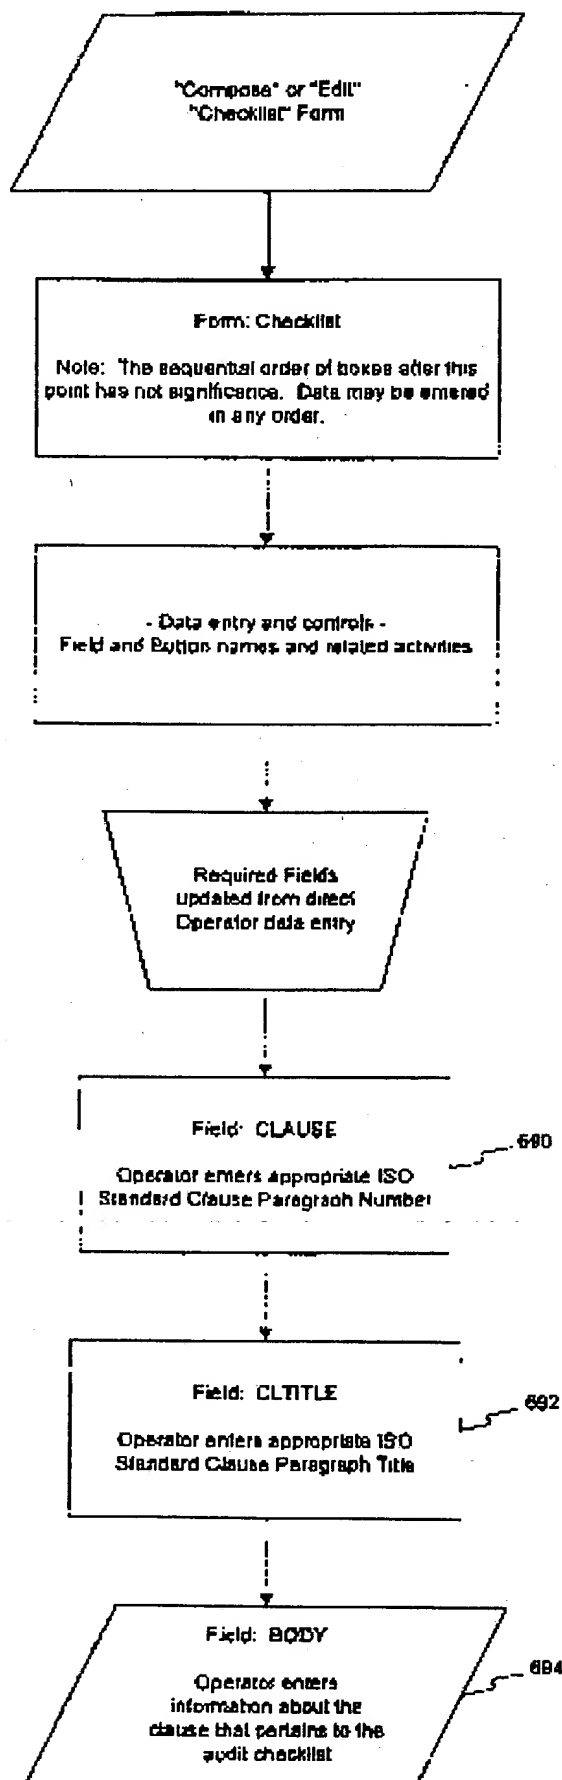 "Compose" or "Edit"
"Checklist" Form
Form: Checklist
Note: The sequential order of boxes after this
point has not significance. Data may be entered
in any order.
- Data entry and controls -
Field and Button names and related activities
Required Fields
updated from direct
Operator data entry
Field: CLAUSE
Operator enters appropriate ISO
Standard Clause Paragraph Number
690
Field: CLTITLE
Operator enters appropriate ISO
Standard Clause Paragraph Title
692
Field: BODY
Operator enters
information about the
clause that pertains to the
audit checklist
694